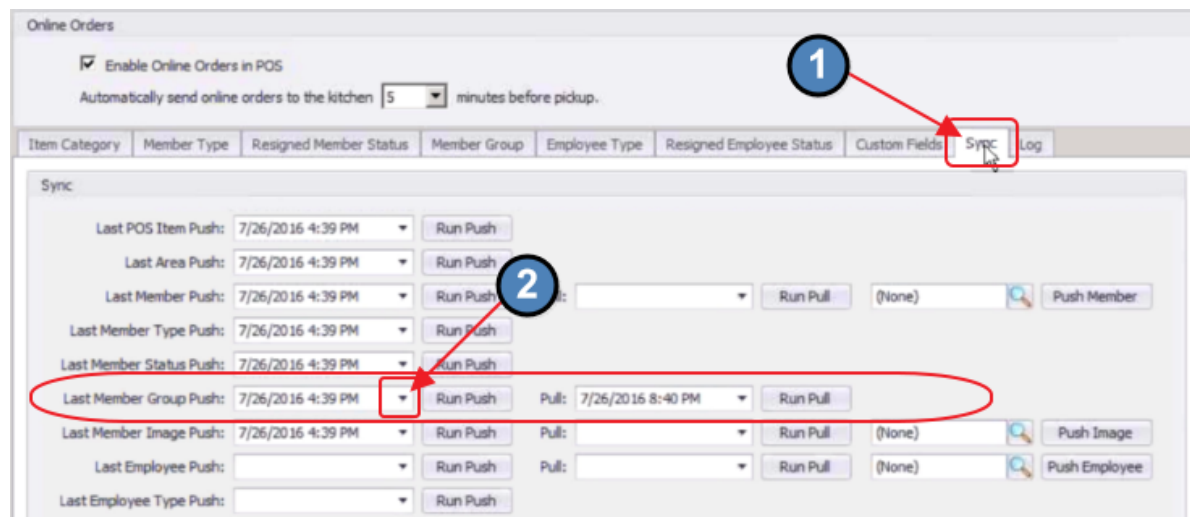 Online Orders
Enable Online Orders in POS
Automatically send online orders to the kitchen 5 minutes before pickup.
1
Item Category Member Type Resigned Member Status Member Group Employee Type Resigned Employee Status Custom Fields Sync Log
Sync
Last POS Item Push: 7/26/2016 4:39 PM Run Push
Last Area Push: 7/26/2016 4:39 PM Run Push
2
Last Member Push: 7/26/2016 4:39 PM Run Push Run Pull (None) Push Member
Last Member Type Push: 7/26/2016 4:39 PM Run Push
Last Member Status Push: 7/26/2016 4:39 PM Run Push
Last Member Group Push: 7/26/2016 4:39 PM Run Push Pull: 7/26/2016 8:40 PM Run Pull
Last Member Image Push: 7/26/2016 4:39 PM Run Push Pull: Run Pull (None) Push Image
Last Employee Push: Run Push Pull: Run Pull (None) Push Employee
Last Employee Type Push: Run Push